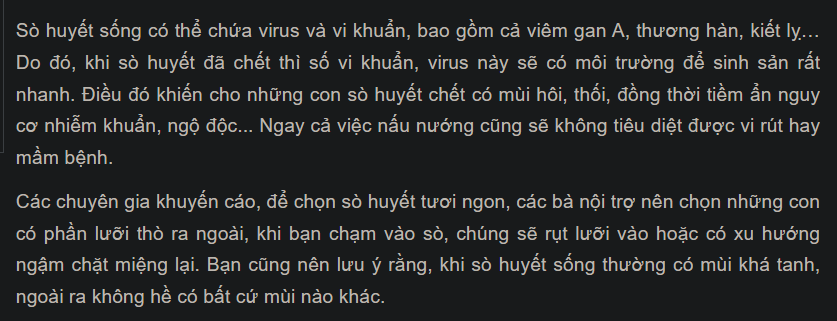 Sò huyết sống có thể chứa virus và vi khuẩn, bao gồm cả viêm gan A, thương hàn, kiết lỵ…
Do đó, khi sò huyết đã chết thì số vi khuẩn, virus này sẽ có môi trường để sinh sản rất
nhanh. Điều đó khiến cho những con sò huyết chết có mùi hôi, thối, đồng thời tiềm ẩn nguy
cơ nhiễm khuẩn, ngộ độc... Ngay cả việc nấu nướng cũng sẽ không tiêu diệt được vi rút hay
mầm bệnh.
Các chuyên gia khuyến cáo, để chọn sò huyết tươi ngon, các bà nội trợ nên chọn những con
có phần lưỡi thò ra ngoài, khi bạn chạm vào sò, chúng sẽ rụt lưỡi vào hoặc có xu hướng
ngậm chặt miệng lại. Bạn cũng nên lưu ý rằng, khi sò huyết sống thường có mùi khá tanh,
ngoài ra không hề có bất cứ mùi nào khác.